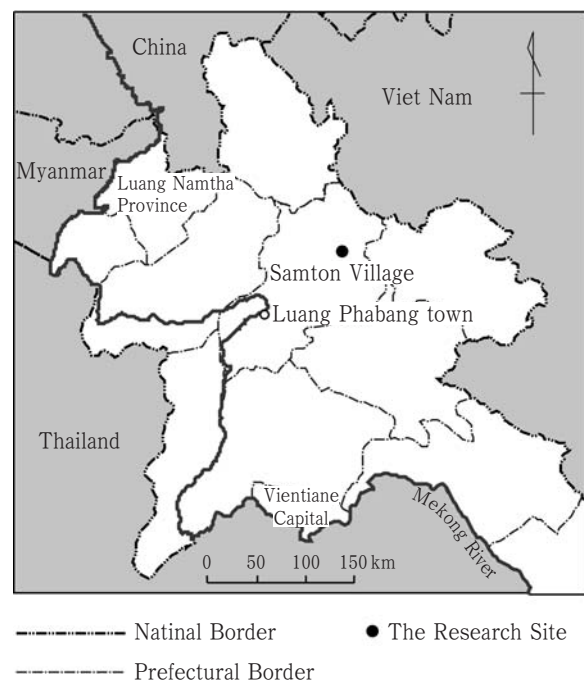 China
Viet Nam
Myanmar
Luang Namtha
Province
Samton Village
Luang Phabang town
Thailand
Vientiane
Capital
Mekong River
0 50 100 150 km
Natinal Border
The Research Site
Prefectural Border